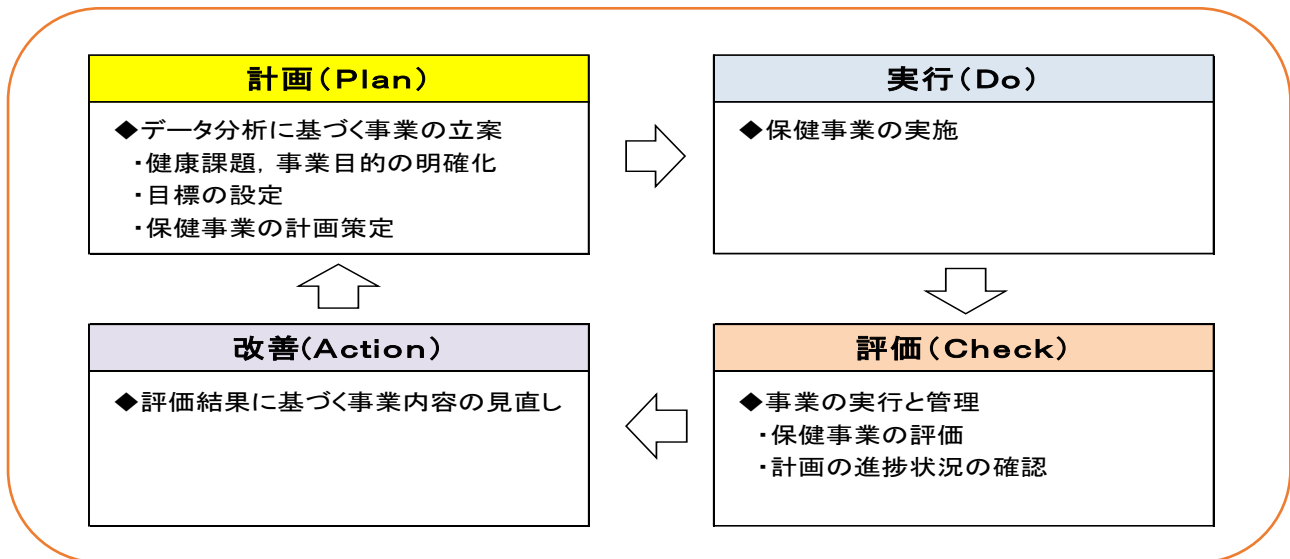 計画(Plan)
◆データ分析に基づく事業の立案
・健康課題，事業目的の明確化
・目標の設定
・保健事業の計画策定
実行(Do)
◆保健事業の実施
評価(Check)
◆事業の実行と管理
・保健事業の評価
・計画の進捗状況の確認
改善(Action)
◆評価結果に基づく事業内容の見直し